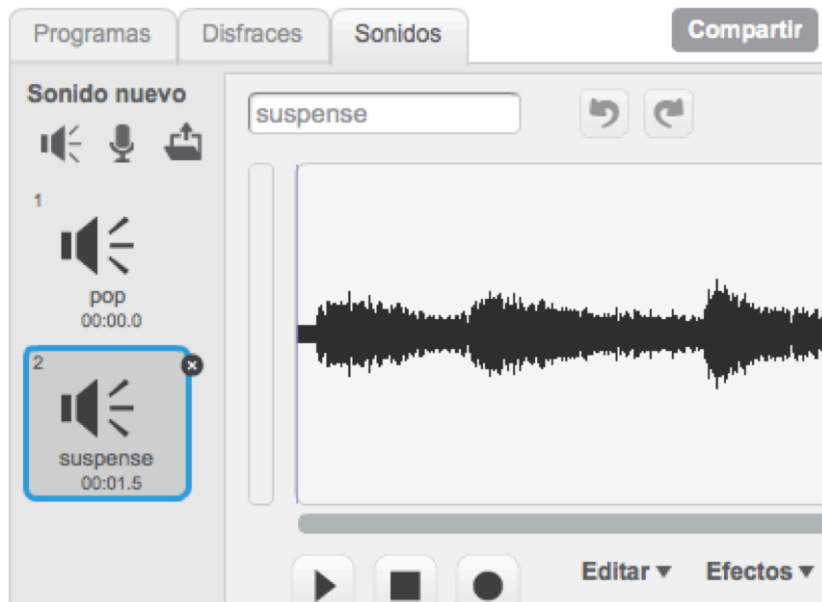 Programas
Disfraces
Sonidos
Compartir
Sonido nuevo
suspense
1
pop
00:00.0
2
suspense
00:01.5
Editar
Efectos